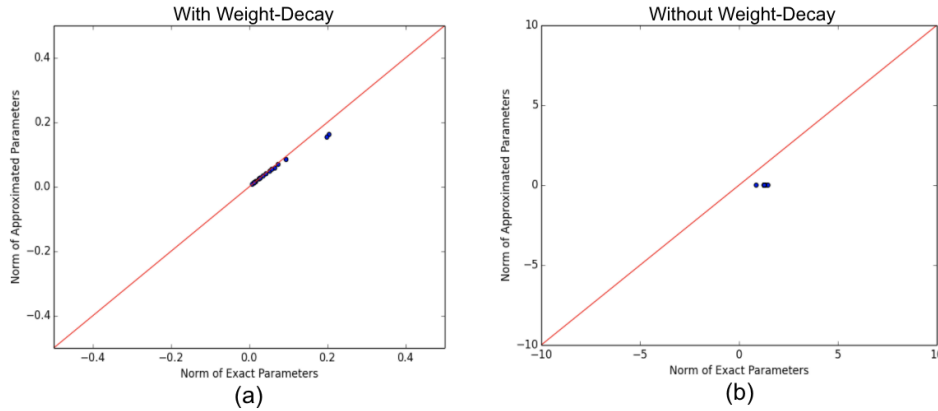 With Weight-Decay
0.4
0.2
0.0
−0.2
−0.4
Norm of Approximated Parameters
−0.4
−0.2
0.0
0.2
0.4
Norm of Exact Parameters
(a)
Without Weight-Decay
10
5
0
−5
−10
Norm of Approximated Parameters
−10
−5
0
5
10
Norm of Exact Parameters
(b)